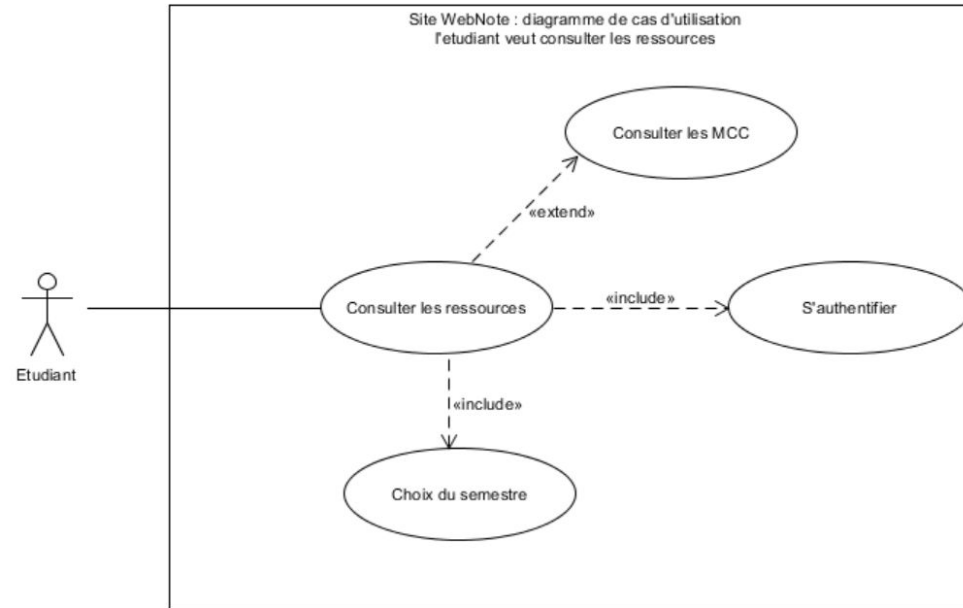 Site WebNote : diagramme de cas d'utilisation
l'etudiant veut consulter les ressources
Consulter les MCC
«extend»
Consulter les ressources
«include»
S'authentifier
Etudiant
«include»
Choix du semestre